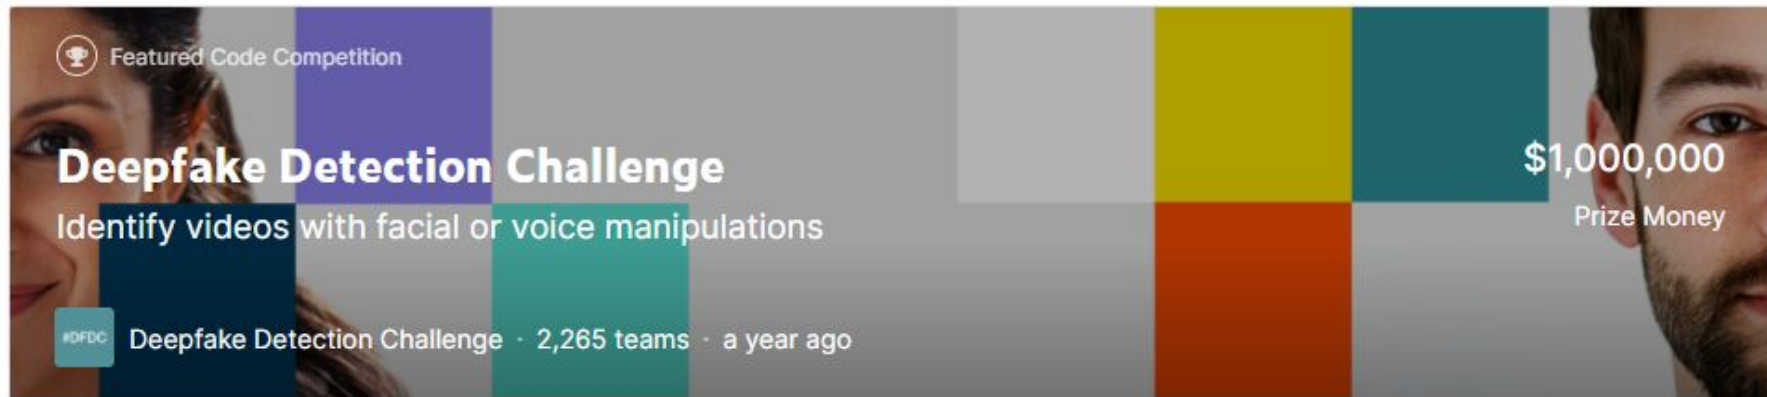 Featured Code Competition
Deepfake Detection Challenge
Identify videos with facial or voice manipulations
$1,000,000
Prize Money
#DFDC
Deepfake Detection Challenge · 2,265 teams · a year ago